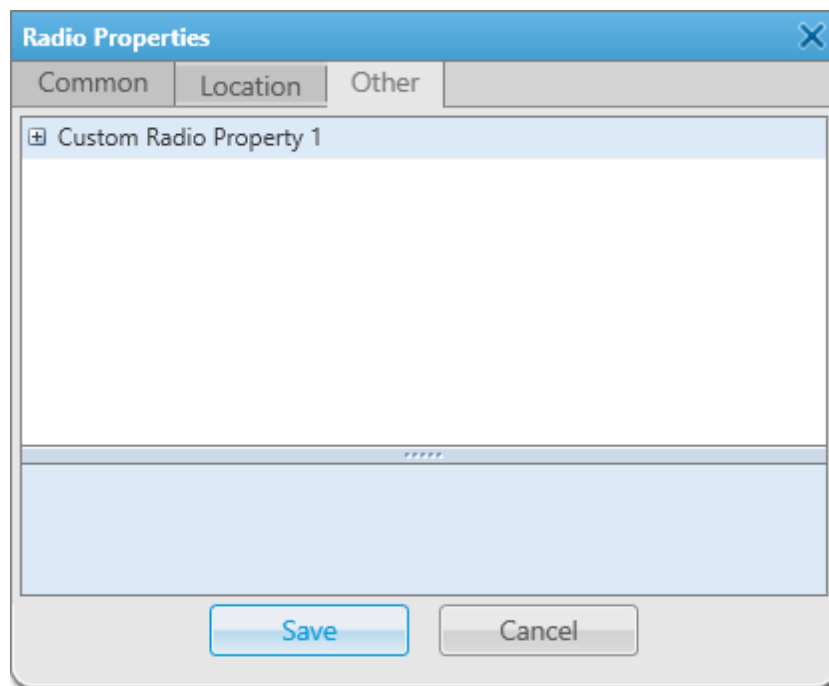 Radio Properties
Common Location Other
Custom Radio Property 1
Save Cancel